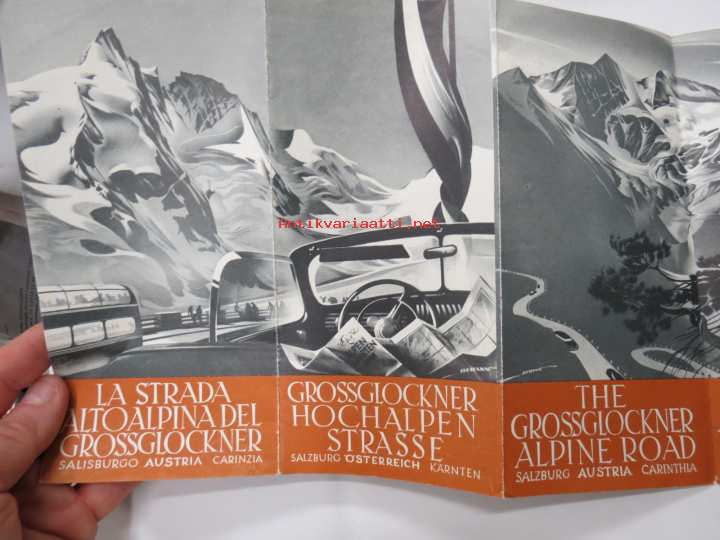 antikvariaatti.net
LA STRADA
ALTOALPINA DEL
GROSSGLOCKNER
SALISBURGO AUSTRIA CARINZIA
GROSSGLOCKNER
HOCHALPEN
STRASSE
SALZBURG ÖSTERREICH KÄRNTEN
THE
GROSSGLOCKNER
ALPINE ROAD
SALZBURG AUSTRIA CARINTHIA